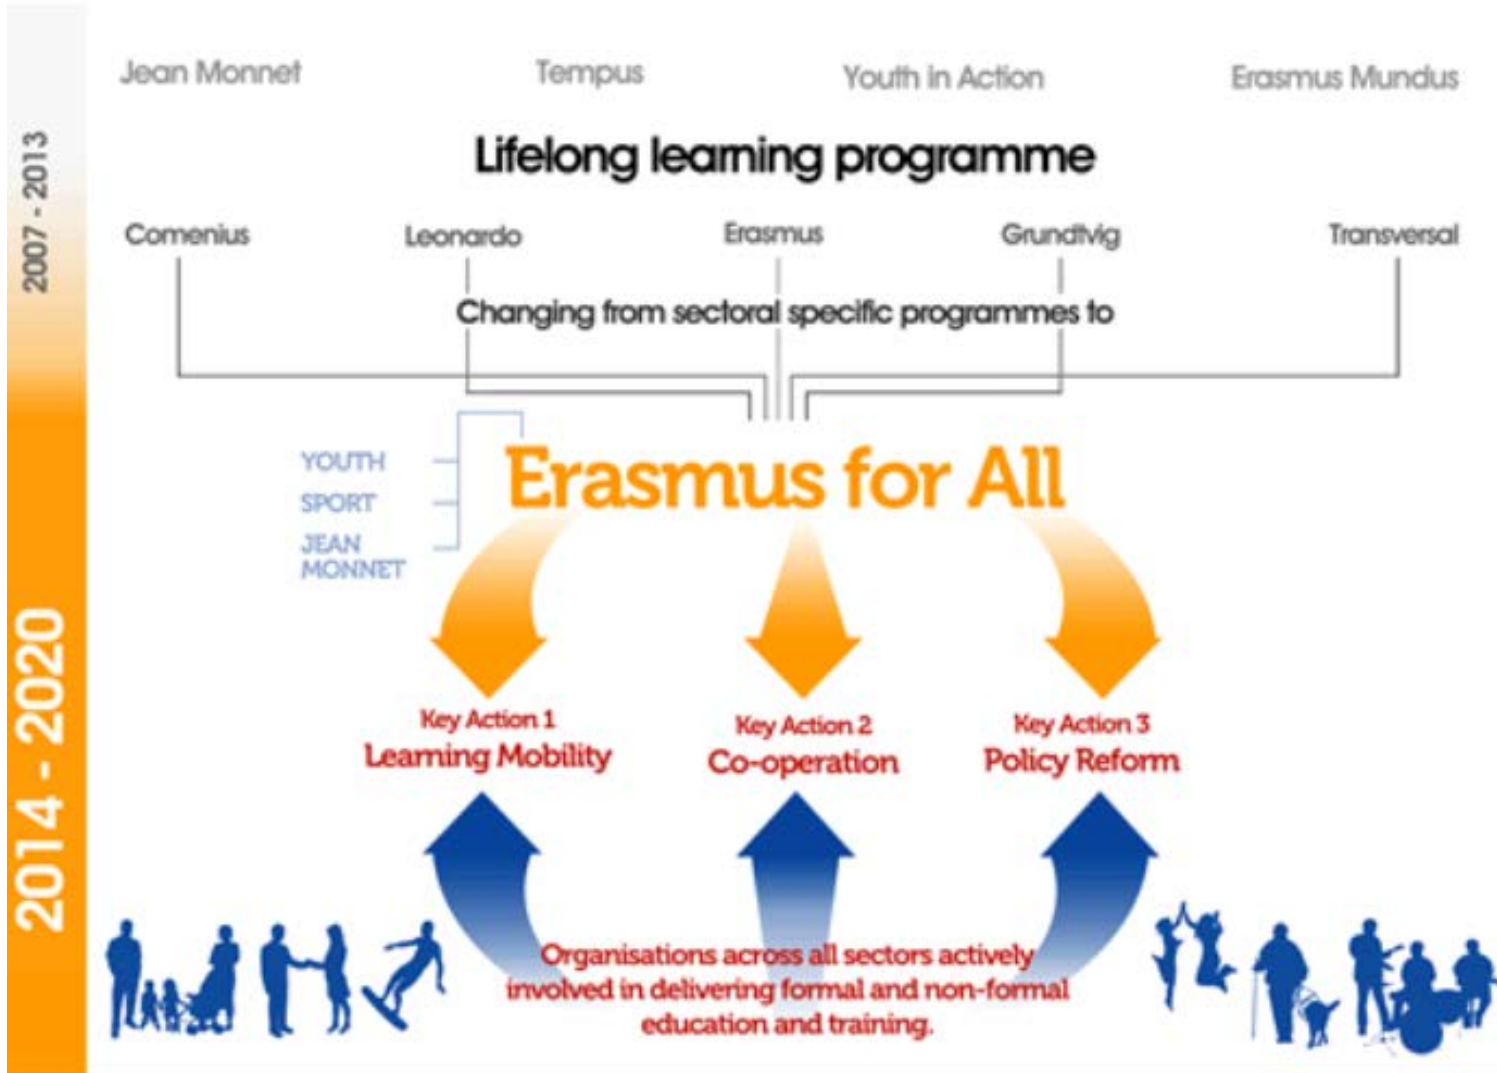 Jean Monnet
Tempus
Youth in Action
Erasmus Mundus
2007 - 2013
Lifelong learning programme
Comenius
Leonardo
Erasmus
Grundtvig
Transversal
Changing from sectoral specific programmes to
YOUTH
SPORT
JEAN
MONNET
Erasmus for All
2014 - 2020
Key Action 1
Learning Mobility
Key Action 2
Co-operation
Key Action 3
Policy Reform
Organisations across all sectors actively
involved in delivering formal and non-formal
education and training.